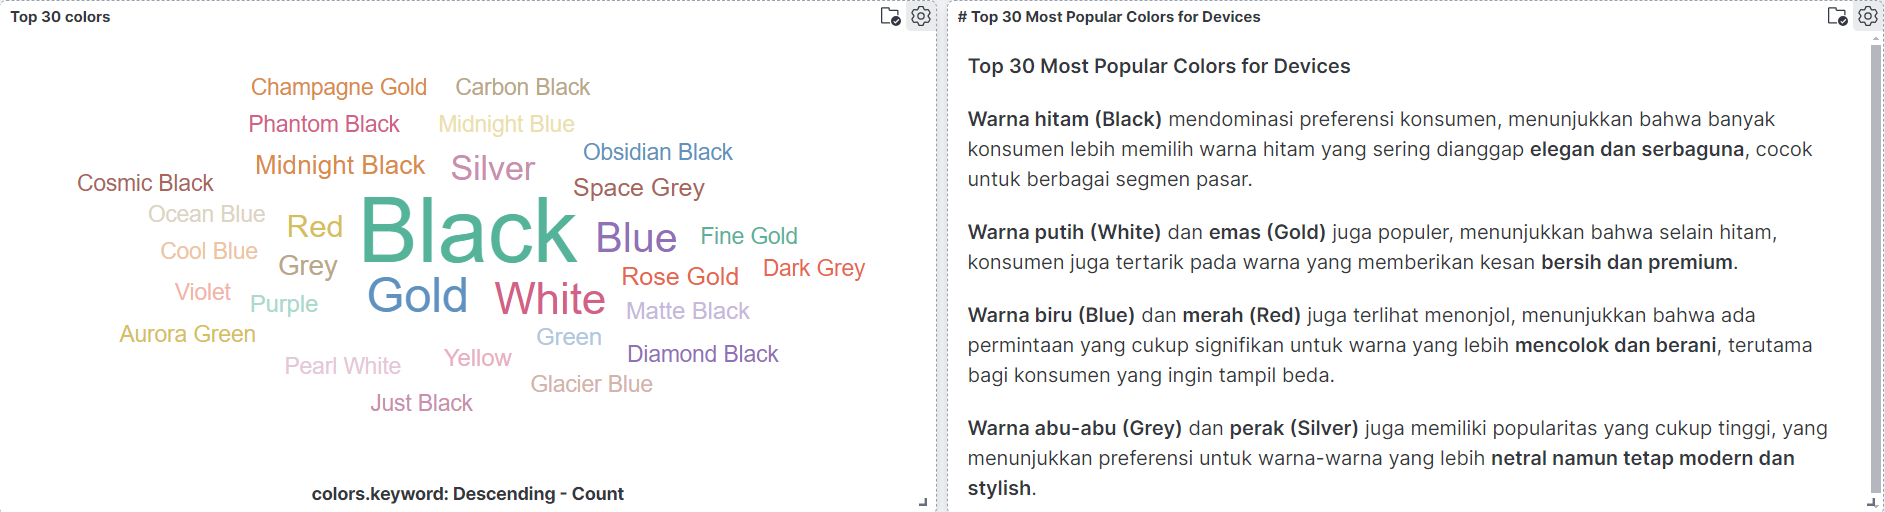 Top 30 colors
Champagne Gold Carbon Black
Phantom Black Midnight Blue
Obsidian Black
Midnight Black Silver
Cosmic Black Space Grey
Ocean Blue Red Black Blue Fine Gold
Cool Blue Grey Rose Gold Dark Grey
Violet Purple Gold White Matte Black
Aurora Green Green
Pearl White Yellow Diamond Black
Glacier Blue
Just Black
colors.keyword: Descending - Count
# Top 30 Most Popular Colors for Devices
Top 30 Most Popular Colors for Devices
Warna hitam (Black) mendominasi preferensi konsumen, menunjukkan bahwa banyak
konsumen lebih memilih warna hitam yang sering dianggap elegan dan serbaguna, cocok
untuk berbagai segmen pasar.
Warna putih (White) dan emas (Gold) juga populer, menunjukkan bahwa selain hitam,
konsumen juga tertarik pada warna yang memberikan kesan bersih dan premium.
Warna biru (Blue) dan merah (Red) juga terlihat menonjol, menunjukkan bahwa ada
permintaan yang cukup signifikan untuk warna yang lebih mencolok dan berani, terutama
bagi konsumen yang ingin tampil beda.
Warna abu-abu (Grey) dan perak (Silver) juga memiliki popularitas yang cukup tinggi, yang
menunjukkan preferensi untuk warna-warna yang lebih netral namun tetap modern dan
stylish.